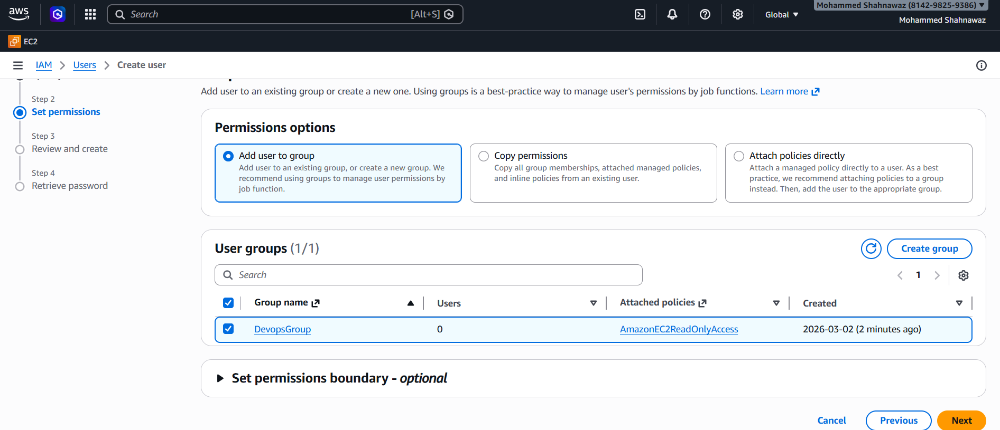 aws
Search
[Alt+S]
Global
Mohammed Shahnawaz (8142-9825-9386)
Mohammed Shahnawaz
EC2
IAM
Users
Create user
Add user to an existing group or create a new one. Using groups is a best-practice way to manage user's permissions by job functions. Learn more
Step 2
Set permissions
Step 3
Review and create
Step 4
Retrieve password
Permissions options
Add user to group
Add user to an existing group, or create a new group. We
recommend using groups to manage user permissions by
job function.
Copy permissions
Copy all group memberships, attached managed policies,
and inline policies from an existing user.
Attach policies directly
Attach a managed policy directly to a user. As a best
practice, we recommend attaching policies to a group
instead. Then, add the user to the appropriate group.
User groups (1/1)
Create group
Search
1
Group name Users Attached policies Created
DevopsGroup 0 AmazonEC2ReadOnlyAccess 2026-03-02 (2 minutes ago)
Set permissions boundary - optional
Cancel
Previous
Next